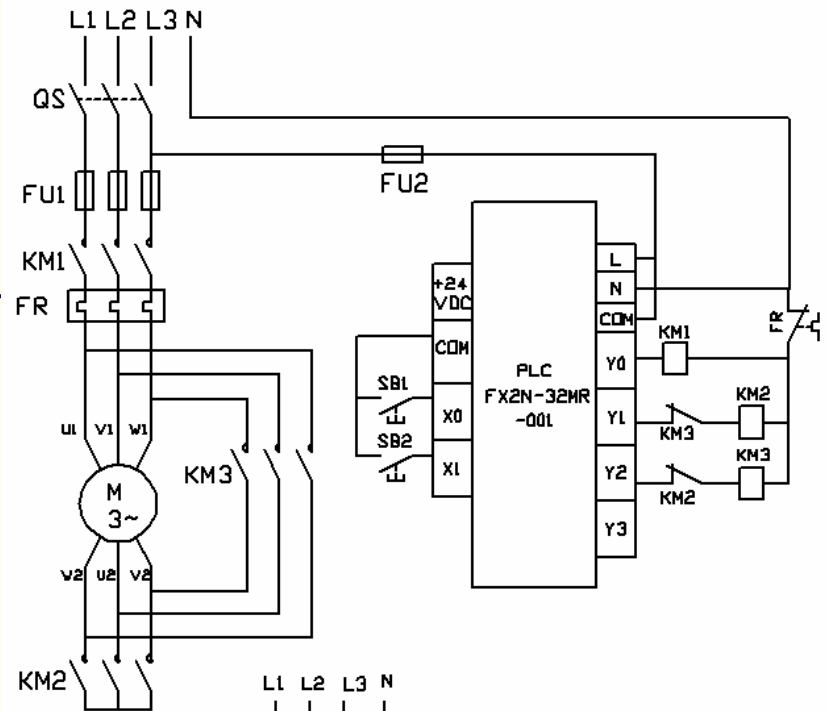 L1 L2 L3 N
QS
FU1
FU2
KM1
FR
L
N
COM
+24
VDC
COM
PLC
FX2N-32MR
-001
FR
KM1
Y0
SB1
X0
KM2
Y1
KM3
U1 V1 W1
SB2
X1
KM3
Y2
KM2
KM3
M
3~
Y3
W2 U2 V2
KM2
L1 L2 L3 N